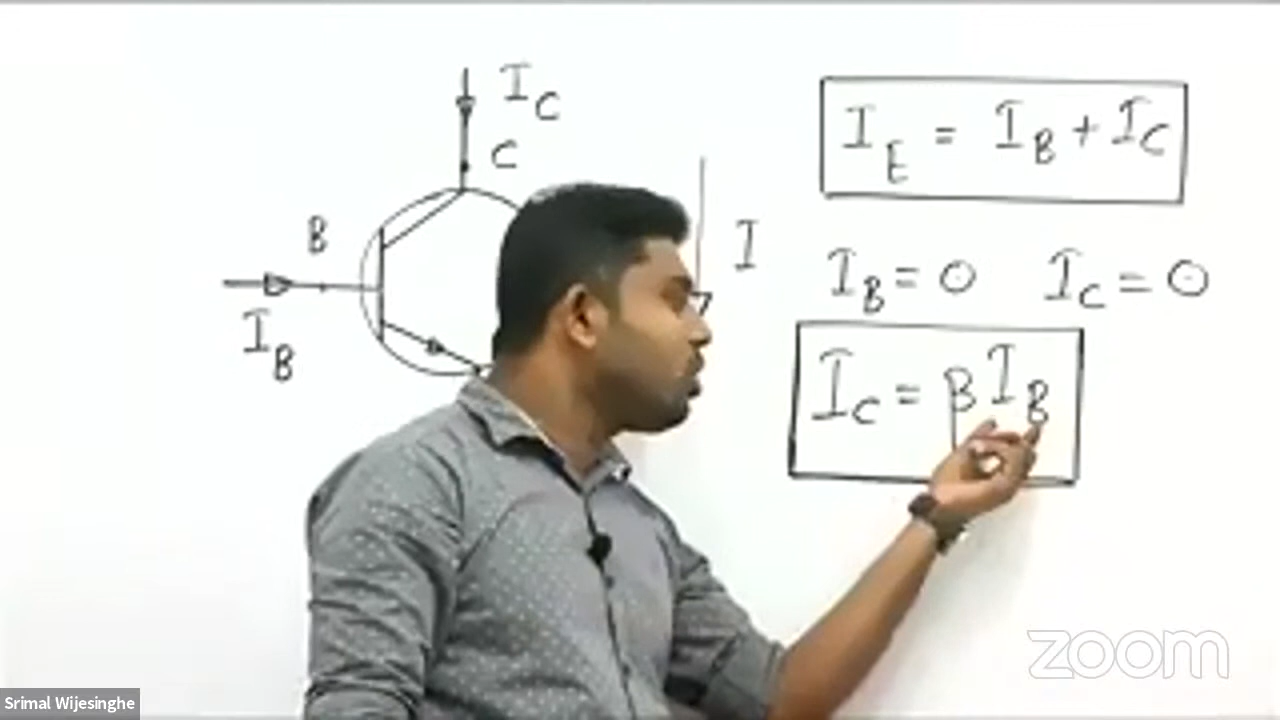 I_C
C
B
I_B
I
I_E = I_B + I_C
I_B = 0 I_C = 0
I_C = β I_B
zoom
Srimal Wijesinghe